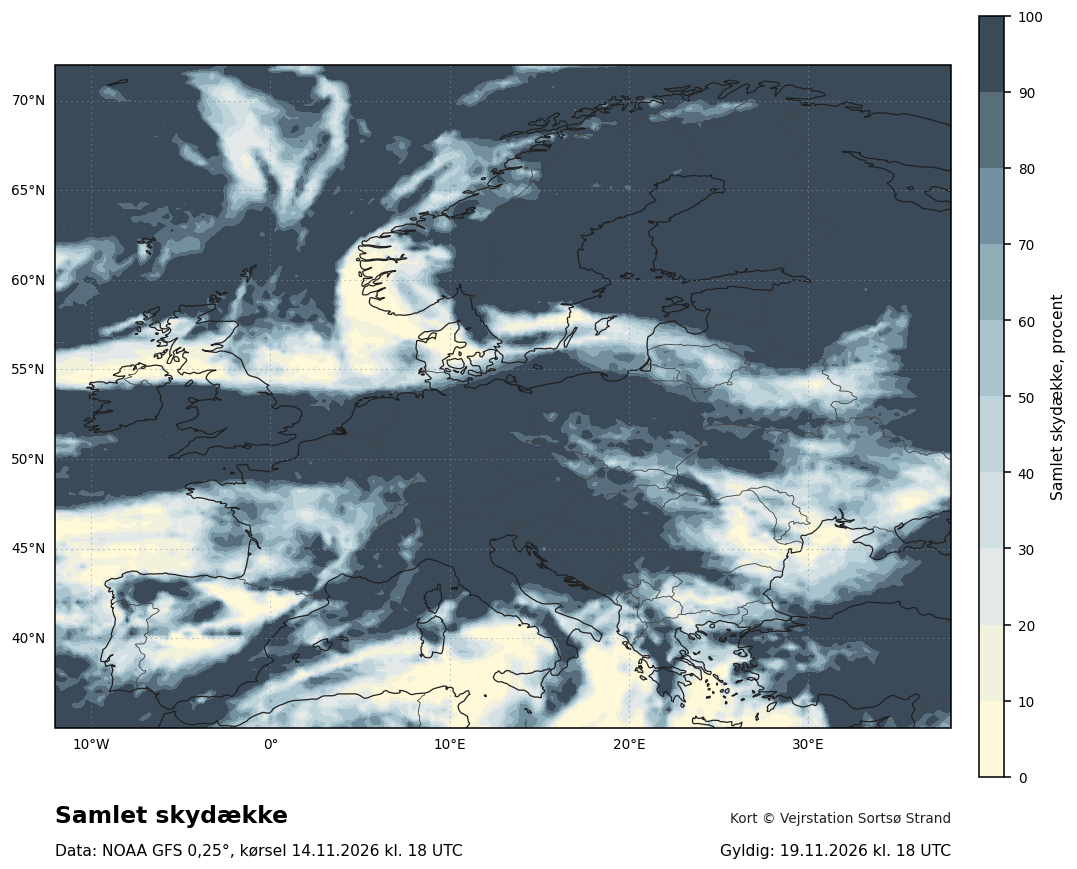 70°N
65°N
60°N
55°N
50°N
45°N
40°N
10°W
0°
10°E
20°E
30°E
100
90
80
70
60
50
40
30
20
10
0
Samlet skydække, procent
Samlet skydække
Kort © Vejrstation Sortsø Strand
Data: NOAA GFS 0,25°, kørsel 14.11.2026 kl. 18 UTC
Gyldig: 19.11.2026 kl. 18 UTC